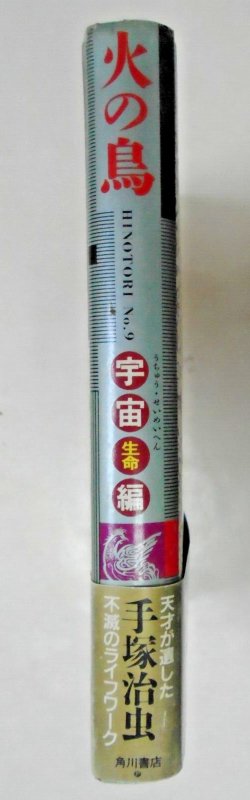 火の鳥
HINOTORI No.9
うちゅう・せいめいへん
宇宙
生命
編
天才が遺した
不滅のライフワーク
手塚治虫
角川書店